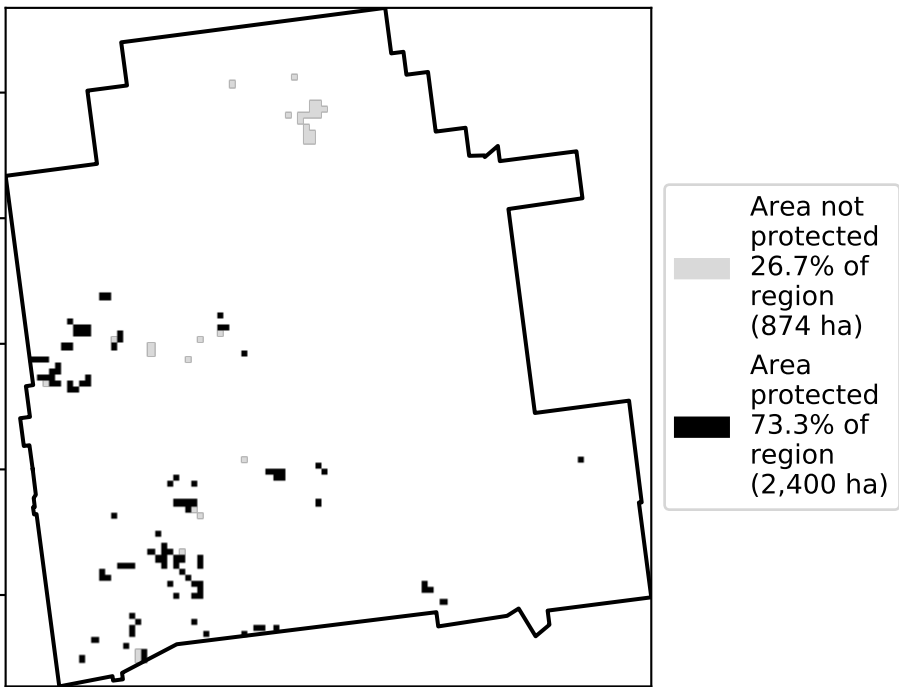 Area not
protected
26.7% of
region
(874 ha)
Area
protected
73.3% of
region
(2,400 ha)